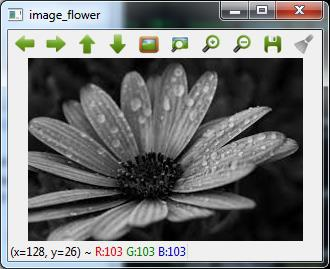 image_flower
(x=128, y=26) ~ R:103 G:103 B:103